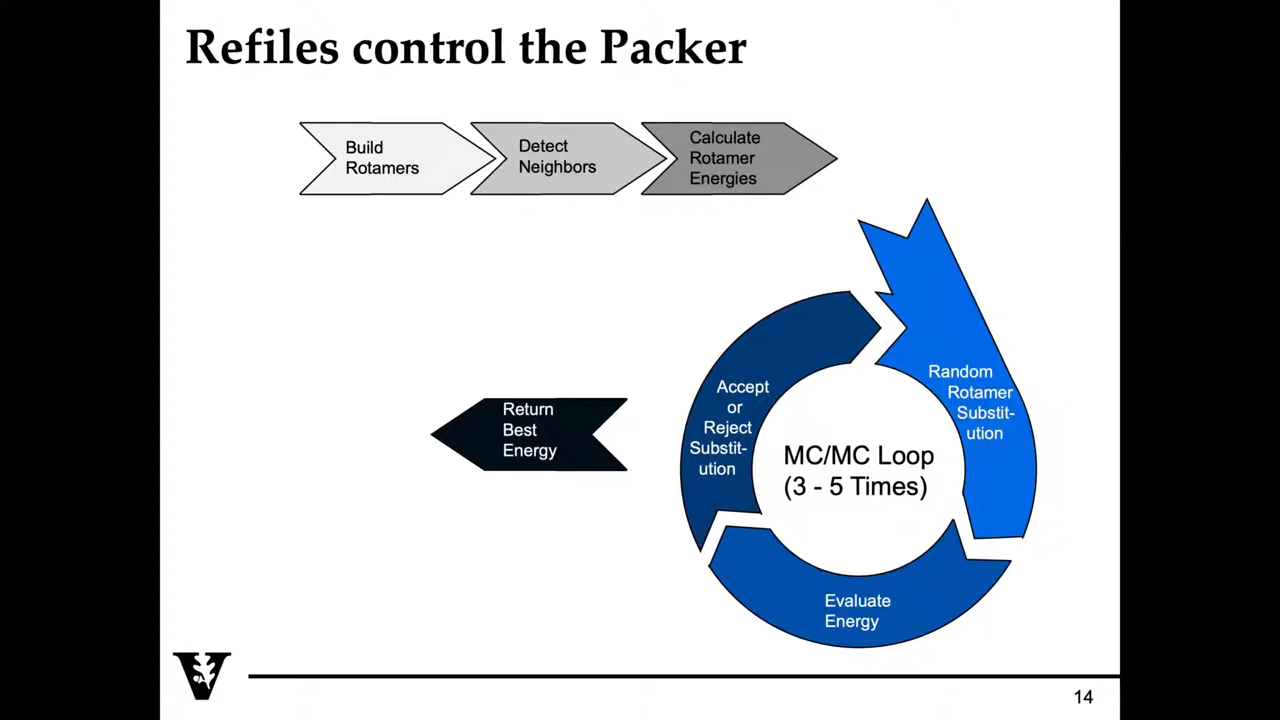 Refiles control the Packer
Build
Rotamers
Detect
Neighbors
Calculate
Rotamer
Energies
Random
Rotamer
Substit-
ution
Evaluate
Energy
Accept
or
Reject
Substit-
ution
MC/MC Loop
(3 - 5 Times)
Return
Best
Energy
V
14